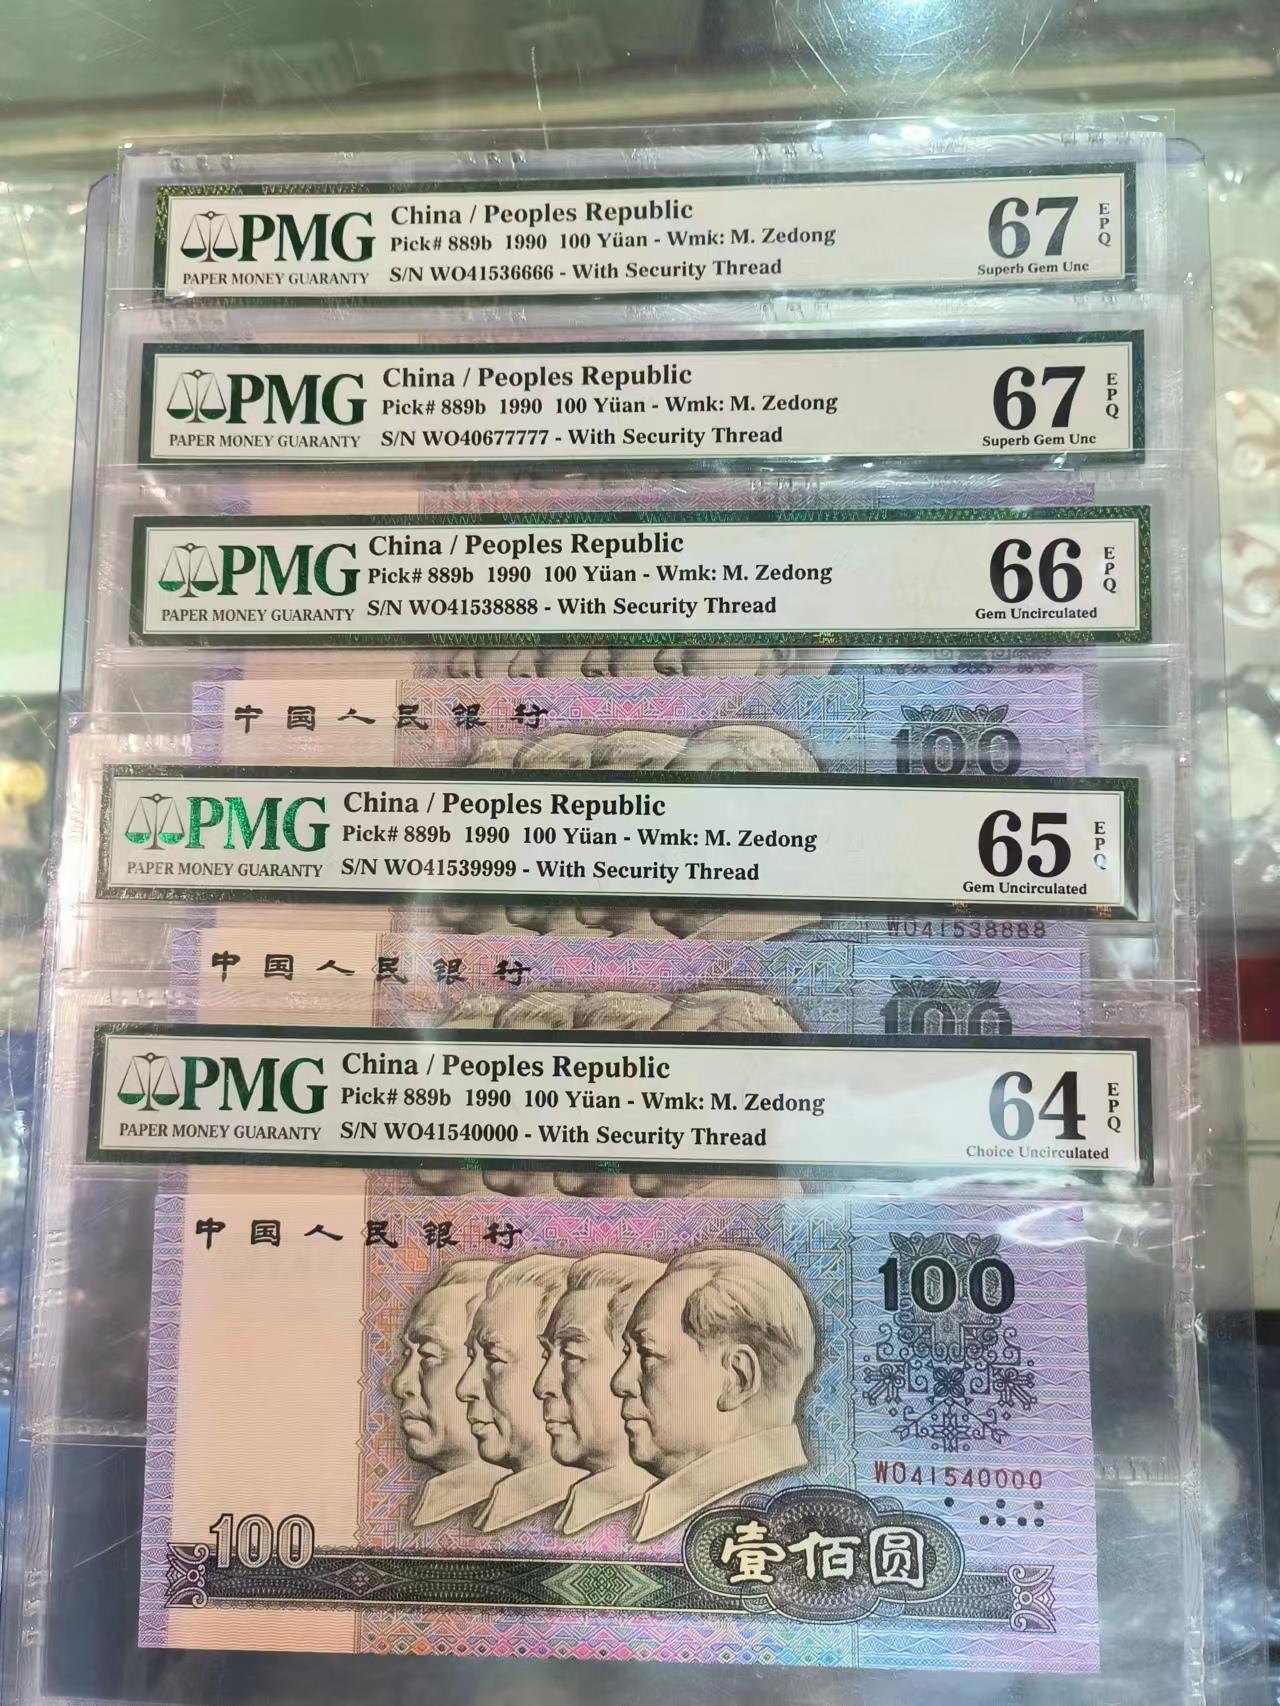 PMG
PAPER MONEY GUARANTY
China / Peoples Republic
Pick# 889b 1990 100 Yüan - Wmk: M. Zedong
S/N WO41536666 - With Security Thread
67
EPQ
Superb Gem Unc
PMG
PAPER MONEY GUARANTY
China / Peoples Republic
Pick# 889b 1990 100 Yüan - Wmk: M. Zedong
S/N WO40677777 - With Security Thread
67
EPQ
Superb Gem Unc
PMG
PAPER MONEY GUARANTY
China / Peoples Republic
Pick# 889b 1990 100 Yüan - Wmk: M. Zedong
S/N WO41538888 - With Security Thread
66
EPQ
Gem Uncirculated
中国人民银行
100
PMG
PAPER MONEY GUARANTY
China / Peoples Republic
Pick# 889b 1990 100 Yüan - Wmk: M. Zedong
S/N WO41539999 - With Security Thread
65
EPQ
Gem Uncirculated
WO41538888
中国人民银行
100
PMG
PAPER MONEY GUARANTY
China / Peoples Republic
Pick# 889b 1990 100 Yüan - Wmk: M. Zedong
S/N WO41540000 - With Security Thread
64
EPQ
Choice Uncirculated
中国人民银行
100
WO41540000
100
壹佰圆